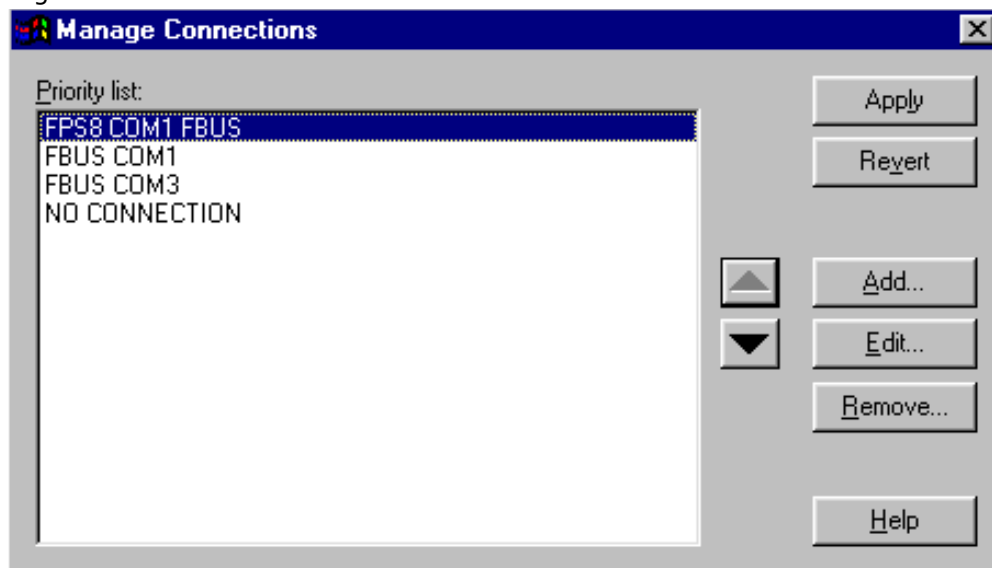 Manage Connections
Priority list:
FPS8 COM1 FBUS
FBUS COM1
FBUS COM3
NO CONNECTION
Apply
Revert
Add...
Edit...
Remove...
Help